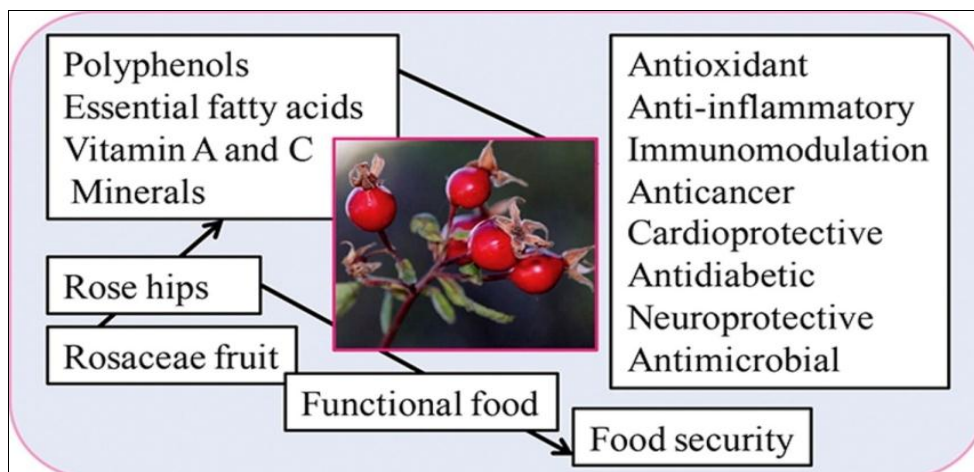 Polyphenols
Essential fatty acids
Vitamin A and C
Minerals
Rose hips
Rosaceae fruit
Functional food
Food security
Antioxidant
Anti-inflammatory
Immunomodulation
Anticancer
Cardioprotective
Antidiabetic
Neuroprotective
Antimicrobial